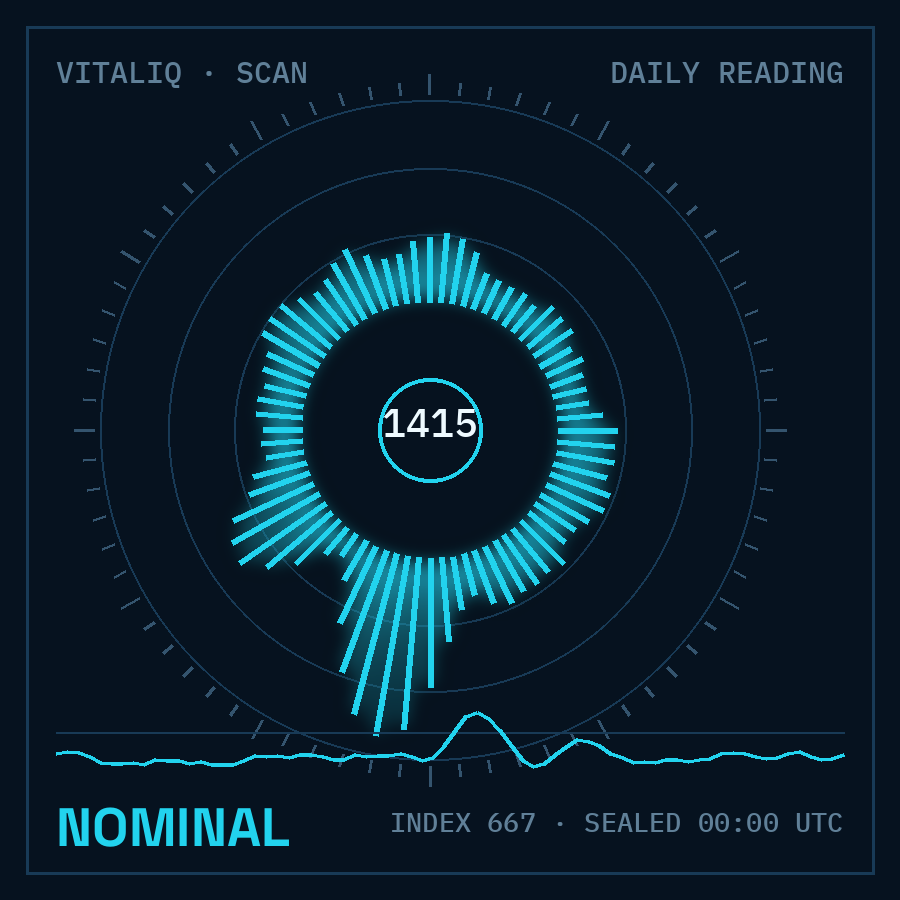 VITALIQ · SCAN
DAILY READING
1415
NOMINAL
INDEX 667 · SEALED 00:00 UTC